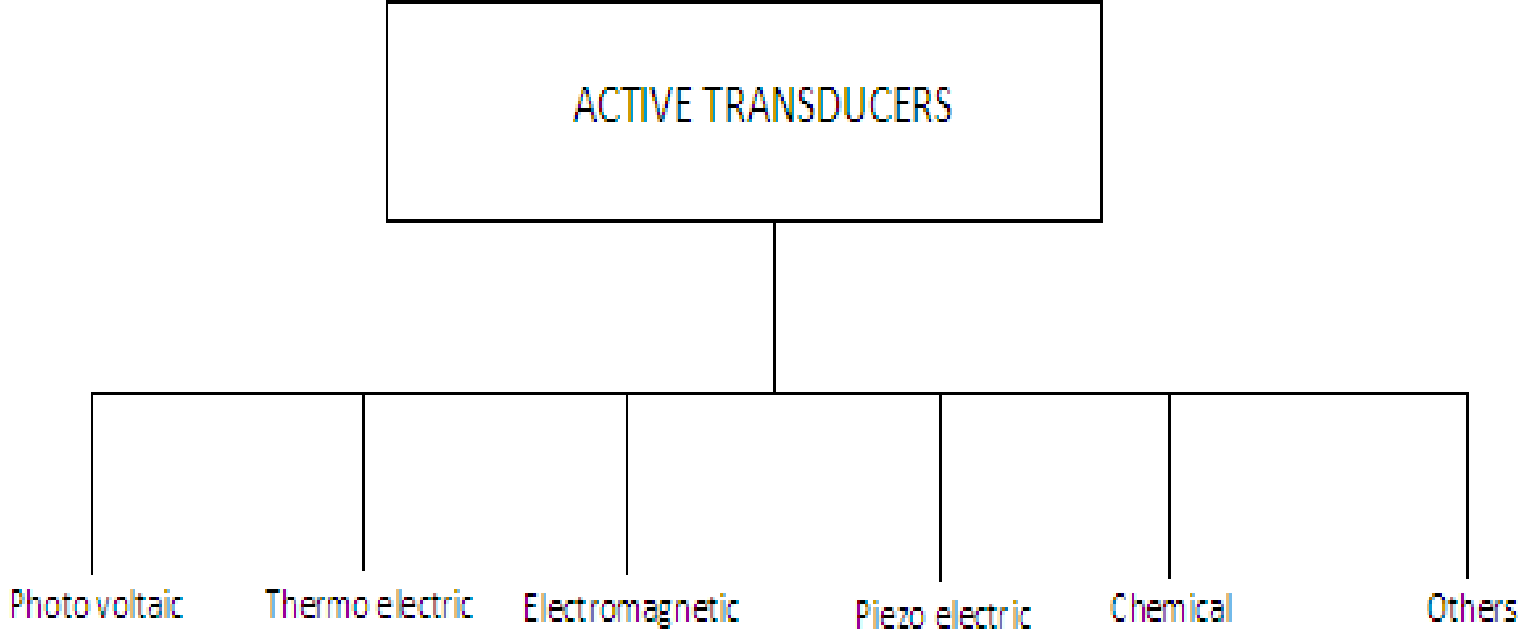 ACTIVE TRANSDUCERS
Photo voltaic
Thermo electric
Electromagnetic
Piezo electric
Chemical
Others